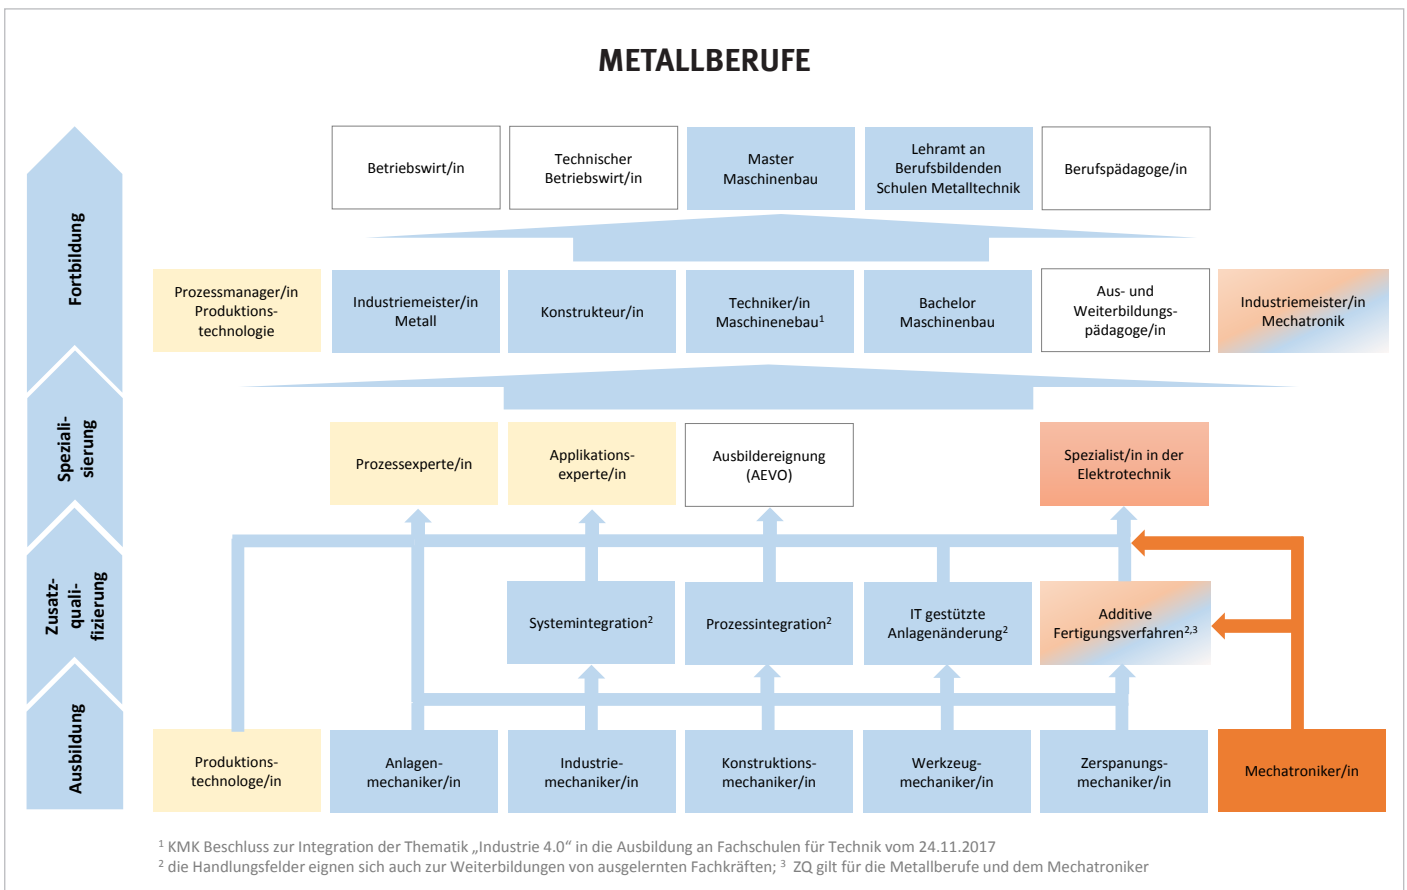 METALLBERUFE
Fortbildung
Betriebswirt/in
Technischer
Betriebswirt/in
Master
Maschinenbau
Lehramt an
Berufsbildenden
Schulen Metalltechnik
Berufspädagoge/in
Prozessmanager/in
Produktions-
technologie
Industriemeister/in
Metall
Konstrukteur/in
Techniker/in
Maschinenebau¹
Bachelor
Maschinenbau
Aus- und
Weiterbildungs-
pädagoge/in
Industriemeister/in
Mechatronik
Speziali-
sierung
Prozessexperte/in
Applikations-
experte/in
Ausbildereignung
(AEVO)
Spezialist/in in der
Elektrotechnik
Zusatz-
quali-
fizierung
Systemintegration²
Prozessintegration²
IT gestützte
Anlagenänderung²
Additive
Fertigungsverfahren²,³
Ausbildung
Produktions-
technologe/in
Anlagen-
mechaniker/in
Industrie-
mechaniker/in
Konstruktions-
mechaniker/in
Werkzeug-
mechaniker/in
Zerspanungs-
mechaniker/in
Mechatroniker/in
¹ KMK Beschluss zur Integration der Thematik „Industrie 4.0“ in die Ausbildung an Fachschulen für Technik vom 24.11.2017
² die Handlungsfelder eignen sich auch zur Weiterbildungen von ausgelernten Fachkräften; ³ ZQ gilt für die Metallberufe und dem Mechatroniker